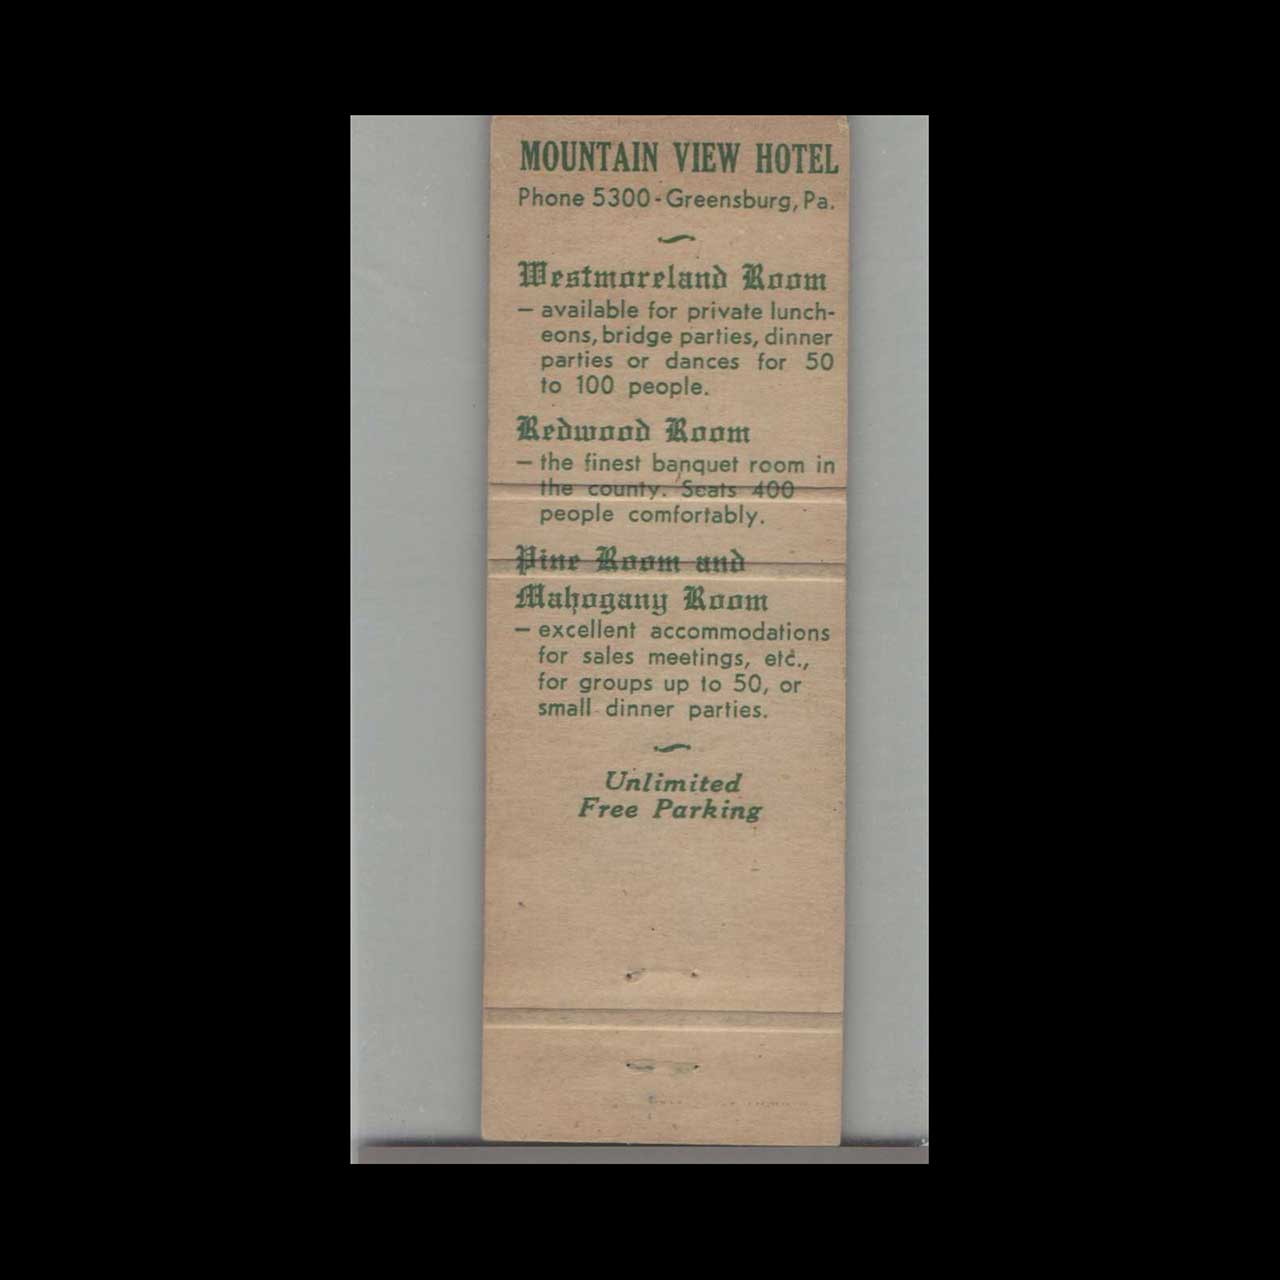 MOUNTAIN VIEW HOTEL
Phone 5300-Greensburg, Pa.
Westmoreland Room
— available for private lunch-
eons, bridge parties, dinner
parties or dances for 50
to 100 people.
Redwood Room
— the finest banquet room in
the county. Seats 400
people comfortably.
Pine Room and
Mahogany Room
— excellent accommodations
for sales meetings, etc.,
for groups up to 50, or
small dinner parties.
Unlimited
Free Parking